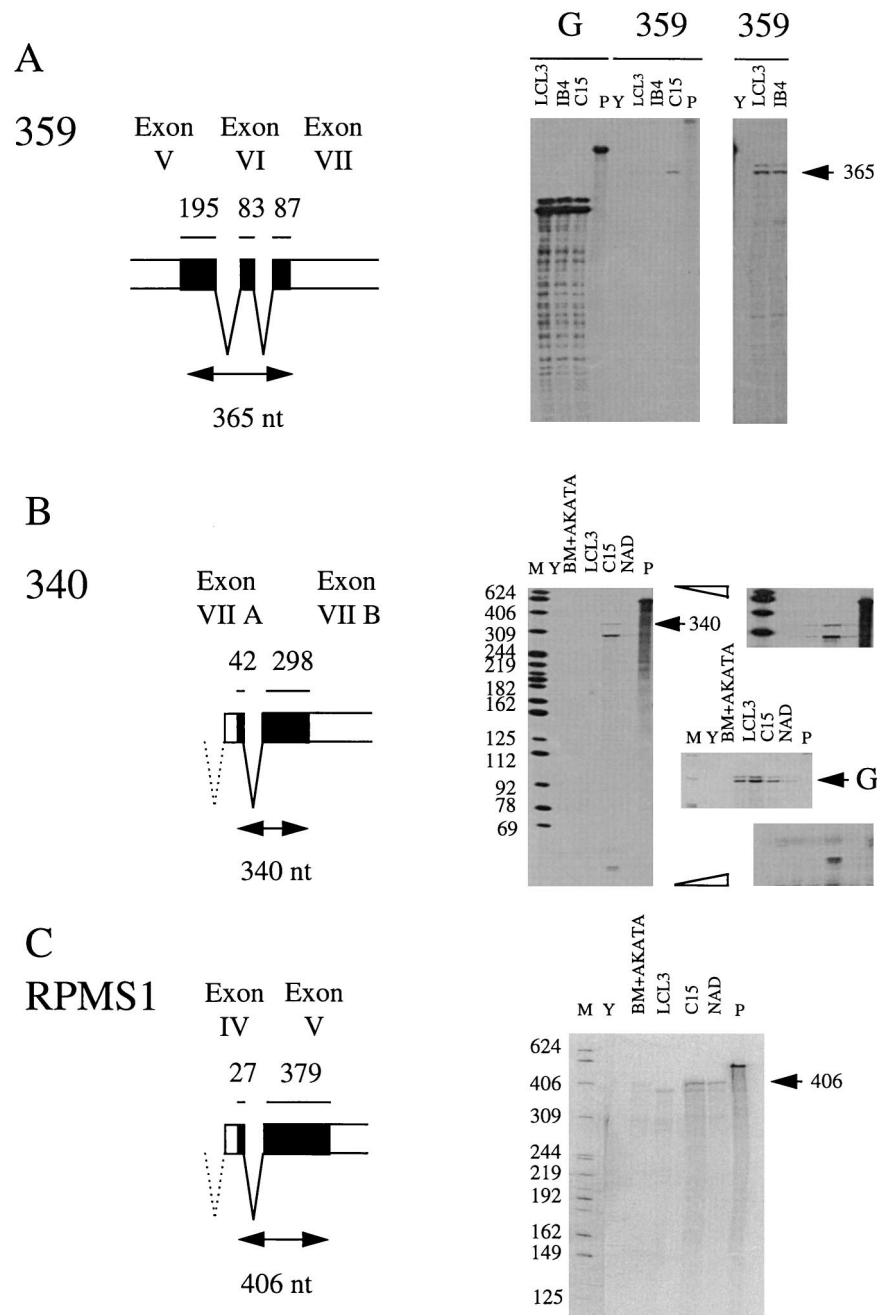 A
359
Exon V
Exon VI
Exon VII
195 83 87
365 nt
G 359 359
LCL3 IB4 C15 P Y LCL3 IB4 C15 P Y LCL3 IB4
365
B
340
Exon VII A
Exon VII B
42 298
340 nt
M Y BM+AKATA LCL3 C15 NAD P
624
406
309
244
219
182
162
125
112
92
78
69
340
M Y BM+AKATA LCL3 C15 NAD P
G
C
RPMS1
Exon IV
Exon V
27 379
406 nt
M Y BM+AKATA LCL3 C15 NAD P
624
406
309
244
219
192
162
149
125
406